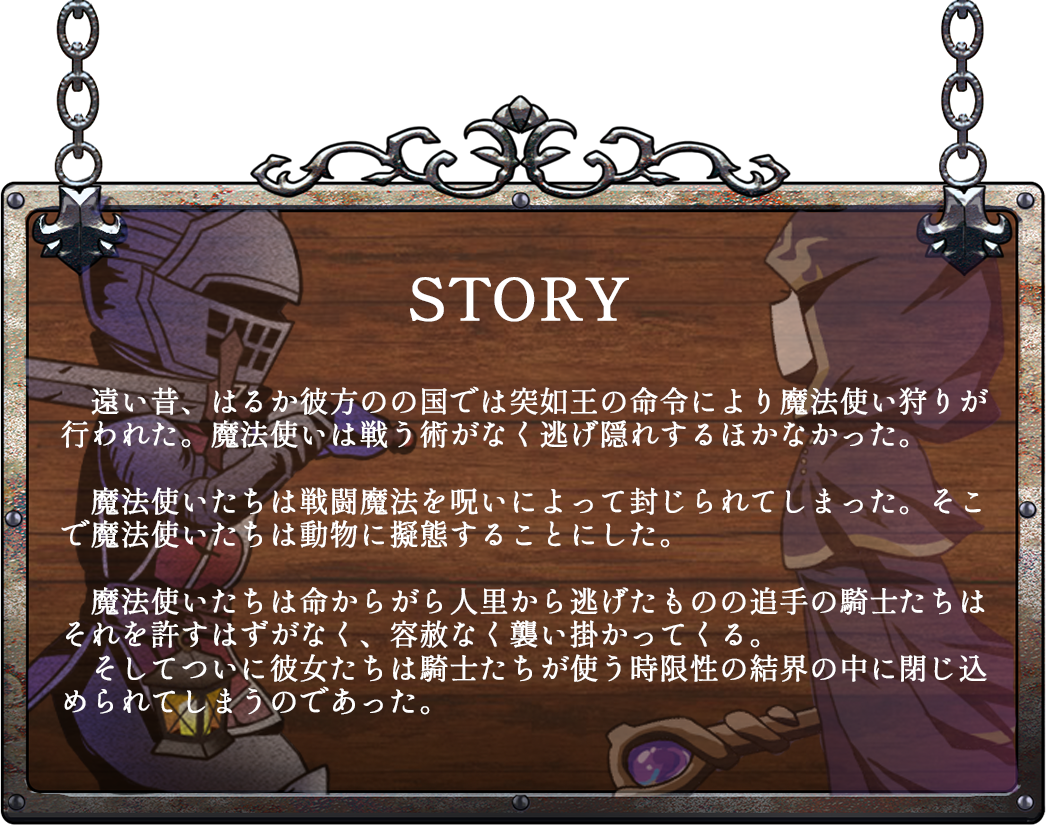 STORY
　遠い昔、はるか彼方のの国では突如王の命令により魔法使い狩りが
行われた。魔法使いは戦う術がなく逃げ隠れするほかなかった。
　魔法使いたちは戦闘魔法を呪いによって封じられてしまった。そこ
で魔法使いたちは動物に擬態することにした。
　魔法使いたちは命からがら人里から逃げたものの追手の騎士たちは
それを許すはずがなく、容赦なく襲い掛かってくる。
　そしてついに彼女たちは騎士たちが使う時限性の結界の中に閉じ込
められてしまうのであった。